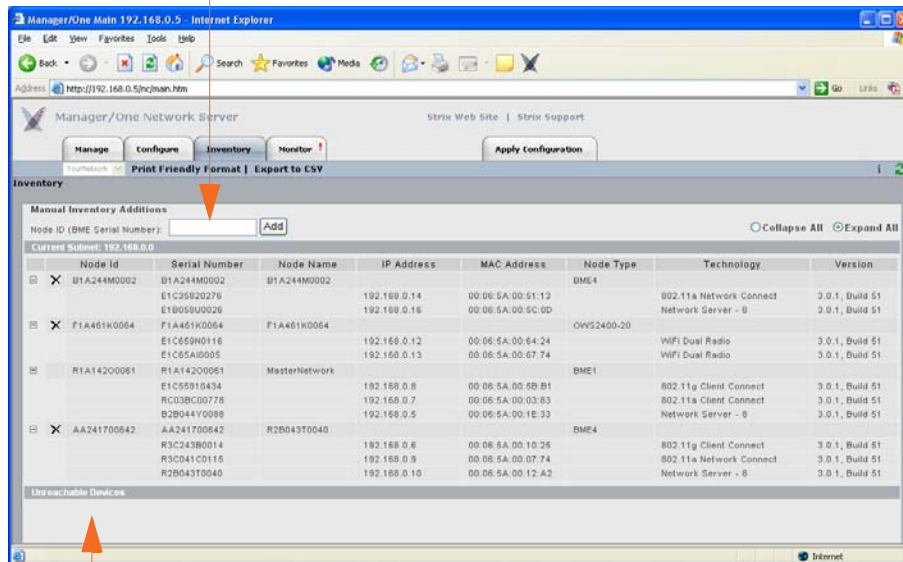 Manager/One Main 192.168.0.5 - Internet Explorer
File Edit View Favorites Tools Help
Back Search Favorites Media
Address http://192.168.0.5/nc/main.htm Go Links
Manager/One Network Server Strix Web Site | Strix Support
Manage Configure Inventory Monitor ! Apply Configuration
YourNetwork Print Friendly Format | Export to CSV i
Inventory
Manual Inventory Additions
Node ID (BME Serial Number): Add Collapse All Expand All
Current Subnet: 192.168.0.0
Node Id Serial Number Node Name IP Address MAC Address Node Type Technology Version
B1A244M0002 B1A244M0002 B1A244M0002 BME4
E1C35820276 192.168.0.14 00:06:5A:00:51:13 802.11a Network Connect 3.0.1, Build 51
E1B058U0026 192.168.0.16 00:06:5A:00:5C:0D Network Server 3.0.1, Build 51
F1A461K0064 F1A461K0064 F1A461K0064 OWS2400-20
E1C659N0116 192.168.0.12 00:06:5A:00:64:24 WiFi Dual Radio 3.0.1, Build 51
E1C65AI0005 192.168.0.13 00:06:5A:00:67:74 WiFi Dual Radio 3.0.1, Build 51
R1A14200061 R1A14200061 MasterNetwork BME1
E1C55910434 192.168.0.8 00:06:5A:00:5B:B1 802.11g Client Connect 3.0.1, Build 51
RC03BC00778 192.168.0.7 00:06:5A:00:03:83 802.11a Client Connect 3.0.1, Build 51
B2B044Y0088 192.168.0.5 00:06:5A:00:1E:33 Network Server - 8 3.0.1, Build 51
AA241700642 AA241700642 R2B043T0040 BME4
R3C243B0014 192.168.0.6 00:06:5A:00:10:25 802.11g Client Connect 3.0.1, Build 51
R3C041C0115 192.168.0.9 00:06:5A:00:07:74 802.11a Network Connect 3.0.1, Build 51
R2B043T0040 192.168.0.10 00:06:5A:00:12:A2 Network Server - 8 3.0.1, Build 51
Unreachable Devices
Internet